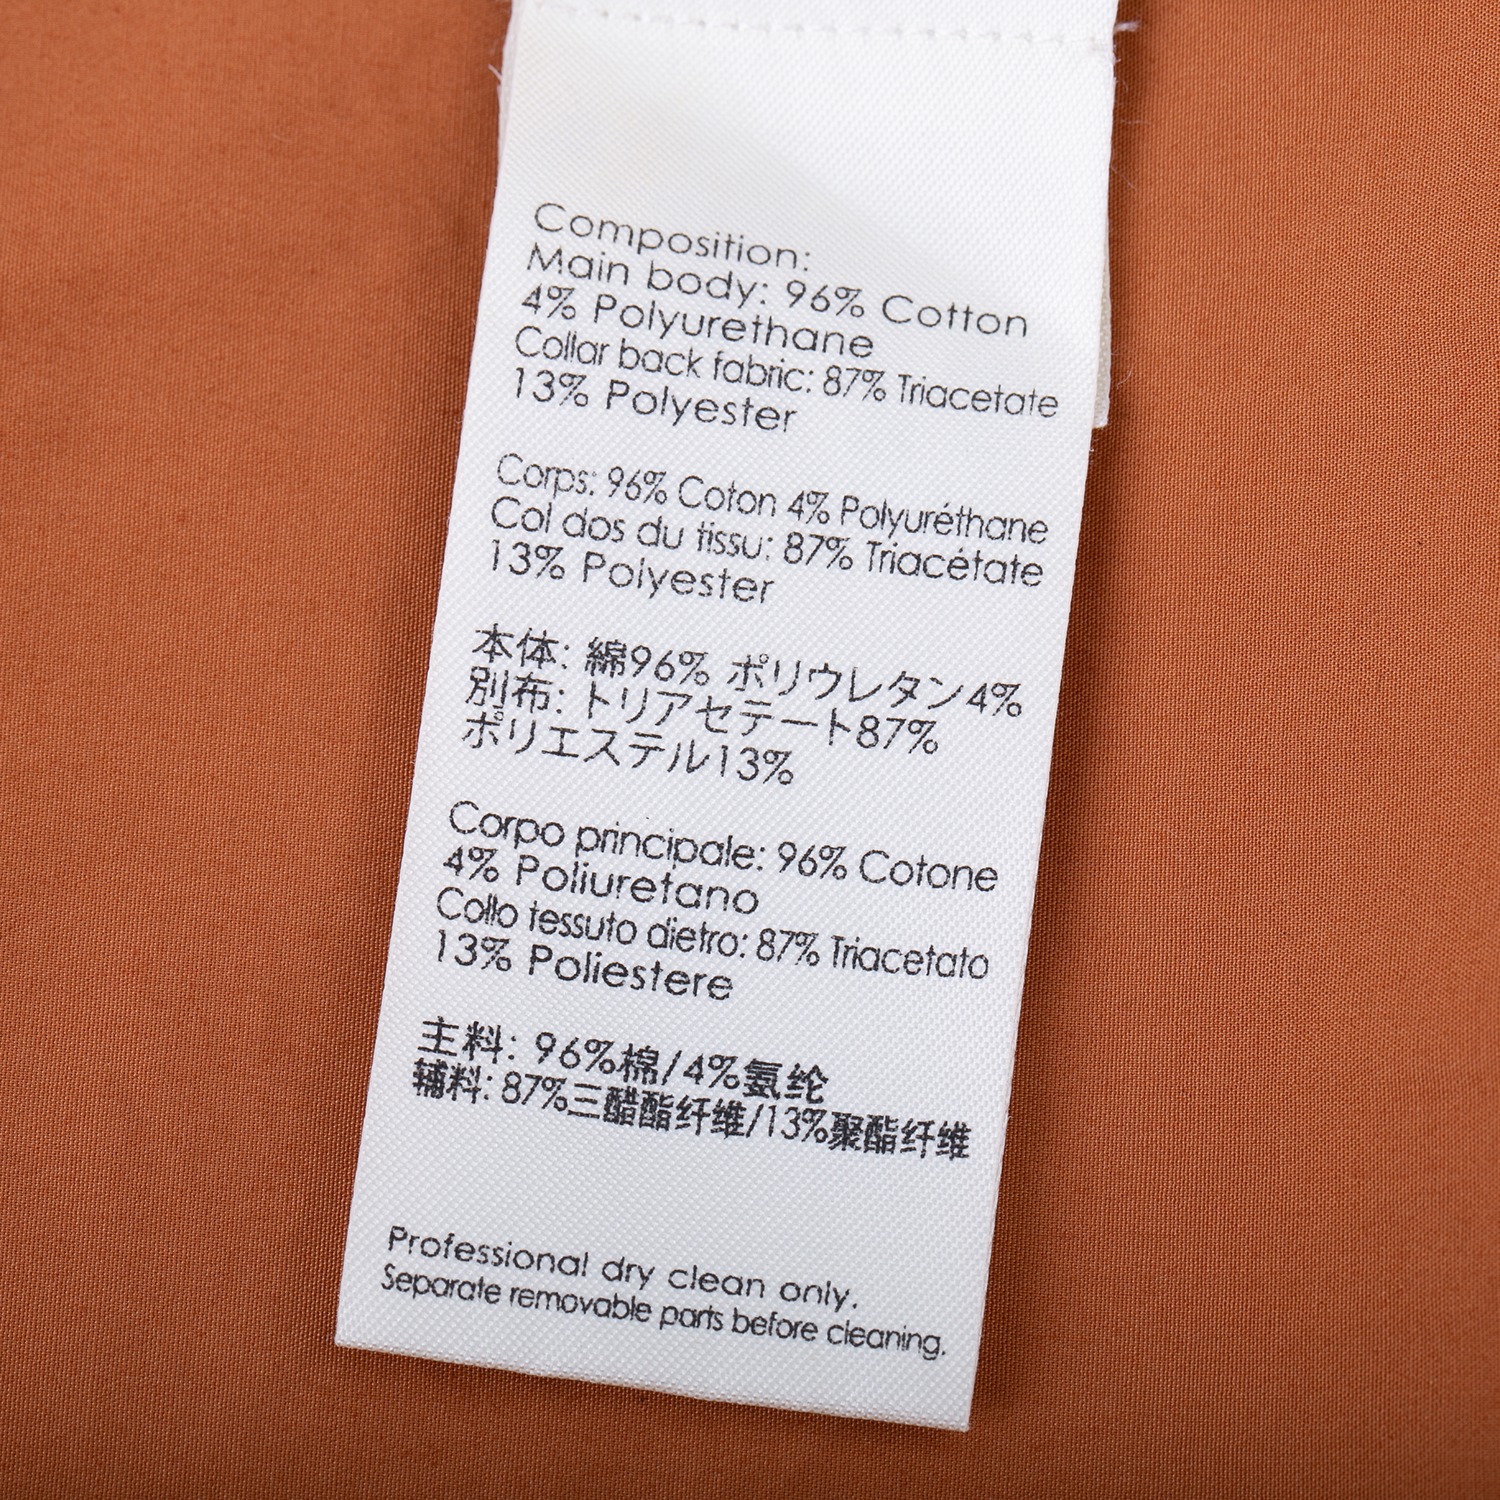 Composition:
Main body: 96% Cotton
4% Polyurethane
Collar back fabric: 87% Triacetate
13% Polyester
Corps: 96% Coton 4% Polyuréthane
Col dos du tissu: 87% Triacétate
13% Polyester
本体: 綿96% ポリウレタン4%
別布: トリアセテート87%
ポリエステル13%
Corpo principale: 96% Cotone
4% Poliuretano
Collo tessuto dietro: 87% Triacetato
13% Poliestere
主料: 96%棉/4%氨纶
辅料: 87%三醋酯纤维/13%聚酯纤维
Professional dry clean only.
Separate removable parts before cleaning.